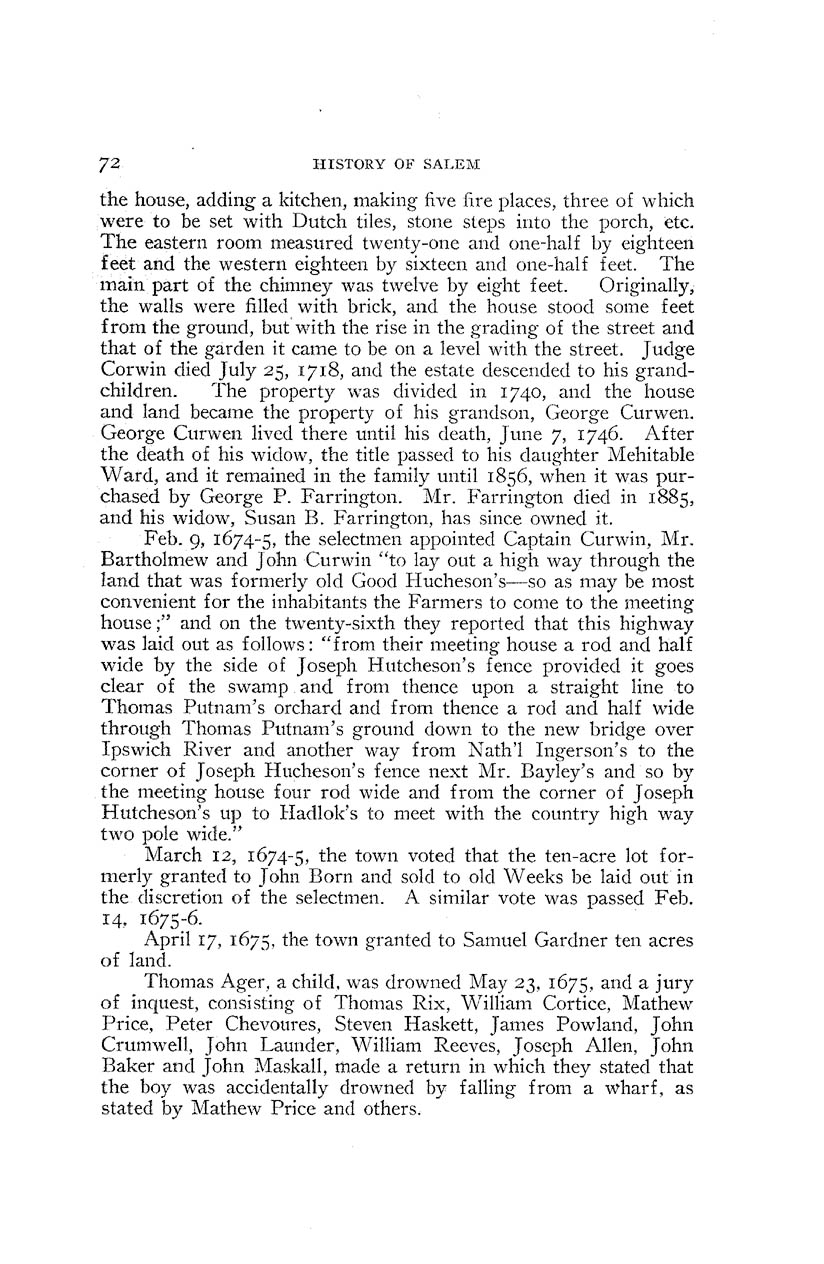 72 HISTORY OF SALEM
the house, adding a kitchen, making five fire places, three of which
were to be set with Dutch tiles, stone steps into the porch, etc.
The eastern room measured twenty-one and one-half by eighteen
feet and the western eighteen by sixteen and one-half feet. The
main part of the chimney was twelve by eight feet. Originally,
the walls were filled with brick, and the house stood some feet
from the ground, but with the rise in the grading of the street and
that of the garden it came to be on a level with the street. Judge
Corwin died July 25, 1718, and the estate descended to his grand-
children. The property was divided in 1740, and the house
and land became the property of his grandson, George Curwen.
George Curwen lived there until his death, June 7, 1746. After
the death of his widow, the title passed to his daughter Mehitable
Ward, and it remained in the family until 1856, when it was pur-
chased by George P. Farrington. Mr. Farrington died in 1885,
and his widow, Susan B. Farrington, has since owned it.
Feb. 9, 1674-5, the selectmen appointed Captain Curwin, Mr.
Bartholmew and John Curwin "to lay out a high way through the
land that was formerly old Good Hucheson's—so as may be most
convenient for the inhabitants the Farmers to come to the meeting
house;" and on the twenty-sixth they reported that this highway
was laid out as follows: "from their meeting house a rod and half
wide by the side of Joseph Hutcheson's fence provided it goes
clear of the swamp and from thence upon a straight line to
Thomas Putnam's orchard and from thence a rod and half wide
through Thomas Putnam's ground down to the new bridge over
Ipswich River and another way from Nath'l Ingerson's to the
corner of Joseph Hucheson's fence next Mr. Bayley's and so by
the meeting house four rod wide and from the corner of Joseph
Hutcheson's up to Hadlok's to meet with the country high way
two pole wide."
March 12, 1674-5, the town voted that the ten-acre lot for-
merly granted to John Born and sold to old Weeks be laid out in
the discretion of the selectmen. A similar vote was passed Feb.
14, 1675-6.
April 17, 1675, the town granted to Samuel Gardner ten acres
of land.
Thomas Ager, a child, was drowned May 23, 1675, and a jury
of inquest, consisting of Thomas Rix, William Cortice, Mathew
Price, Peter Chevoures, Steven Haskett, James Powland, John
Crumwell, John Launder, William Reeves, Joseph Allen, John
Baker and John Maskall, made a return in which they stated that
the boy was accidentally drowned by falling from a wharf, as
stated by Mathew Price and others.